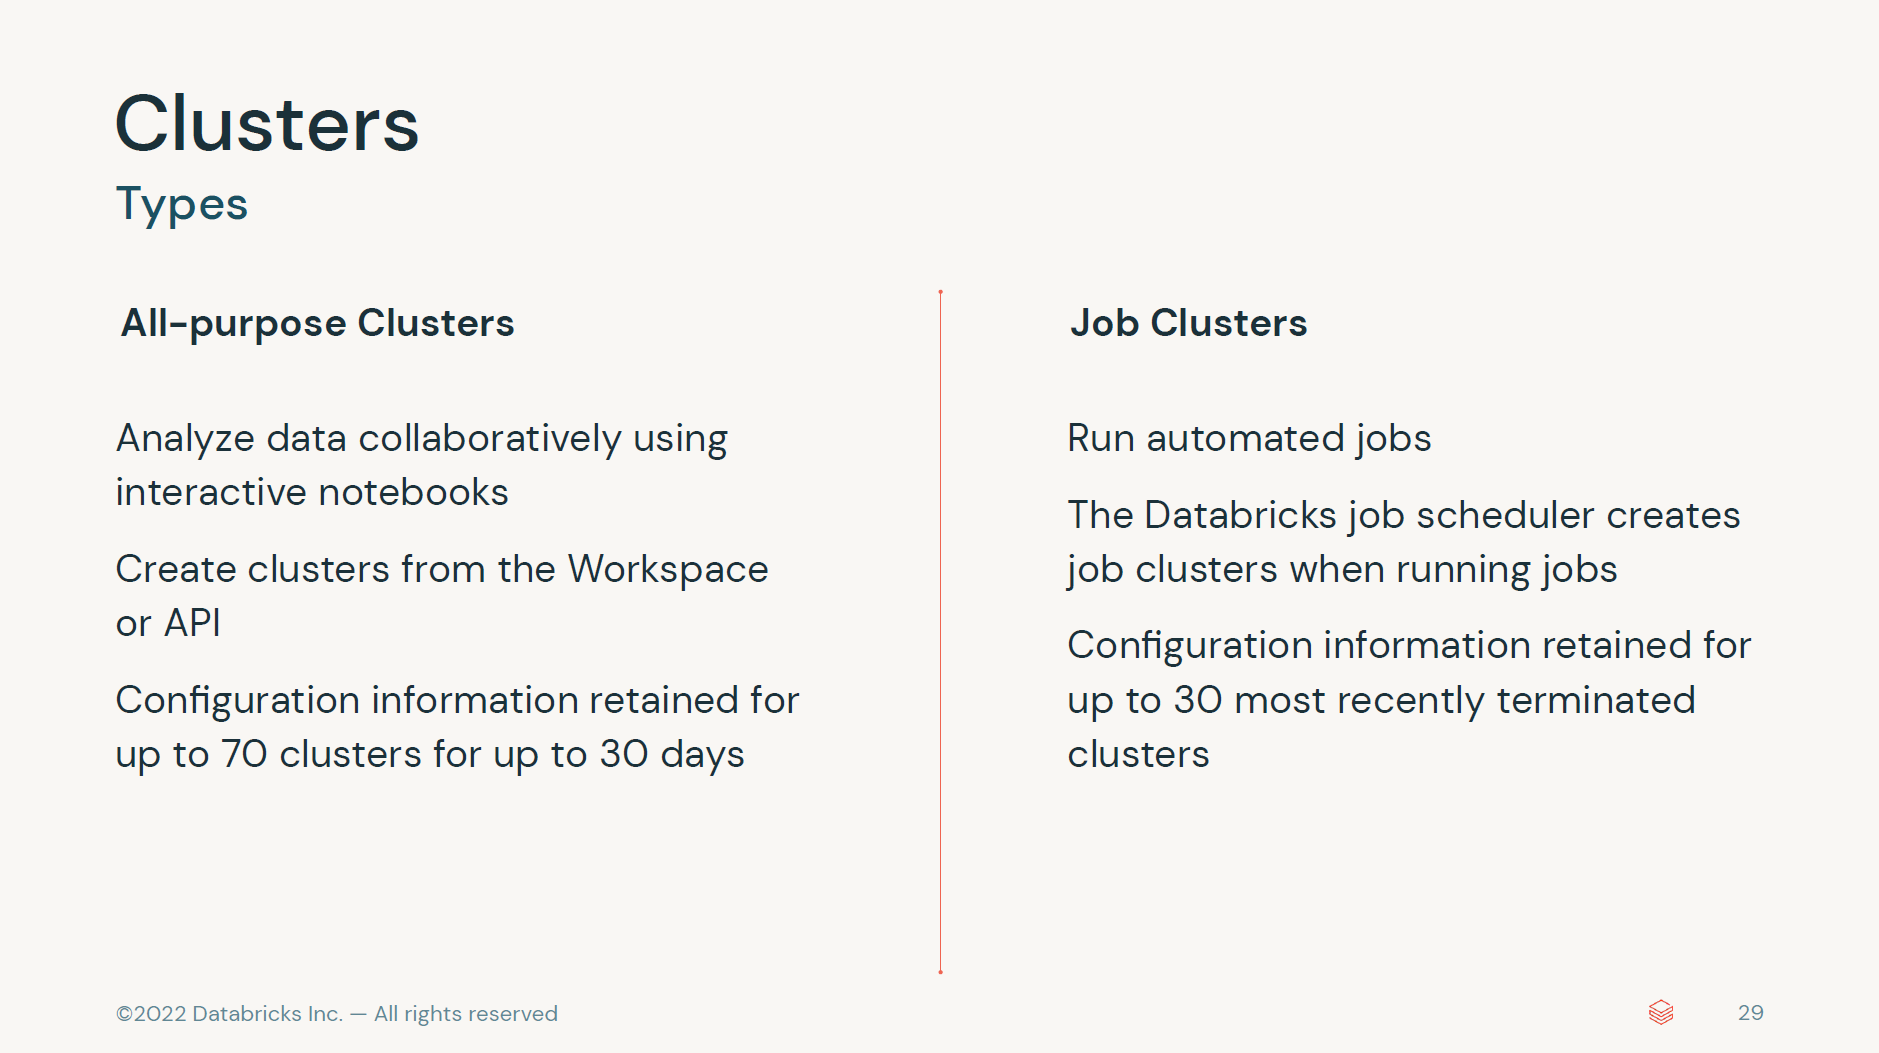 Clusters
Types
All-purpose Clusters
Analyze data collaboratively using
interactive notebooks
Create clusters from the Workspace
or API
Configuration information retained for
up to 70 clusters for up to 30 days
Job Clusters
Run automated jobs
The Databricks job scheduler creates
job clusters when running jobs
Configuration information retained for
up to 30 most recently terminated
clusters
©2022 Databricks Inc. — All rights reserved
29